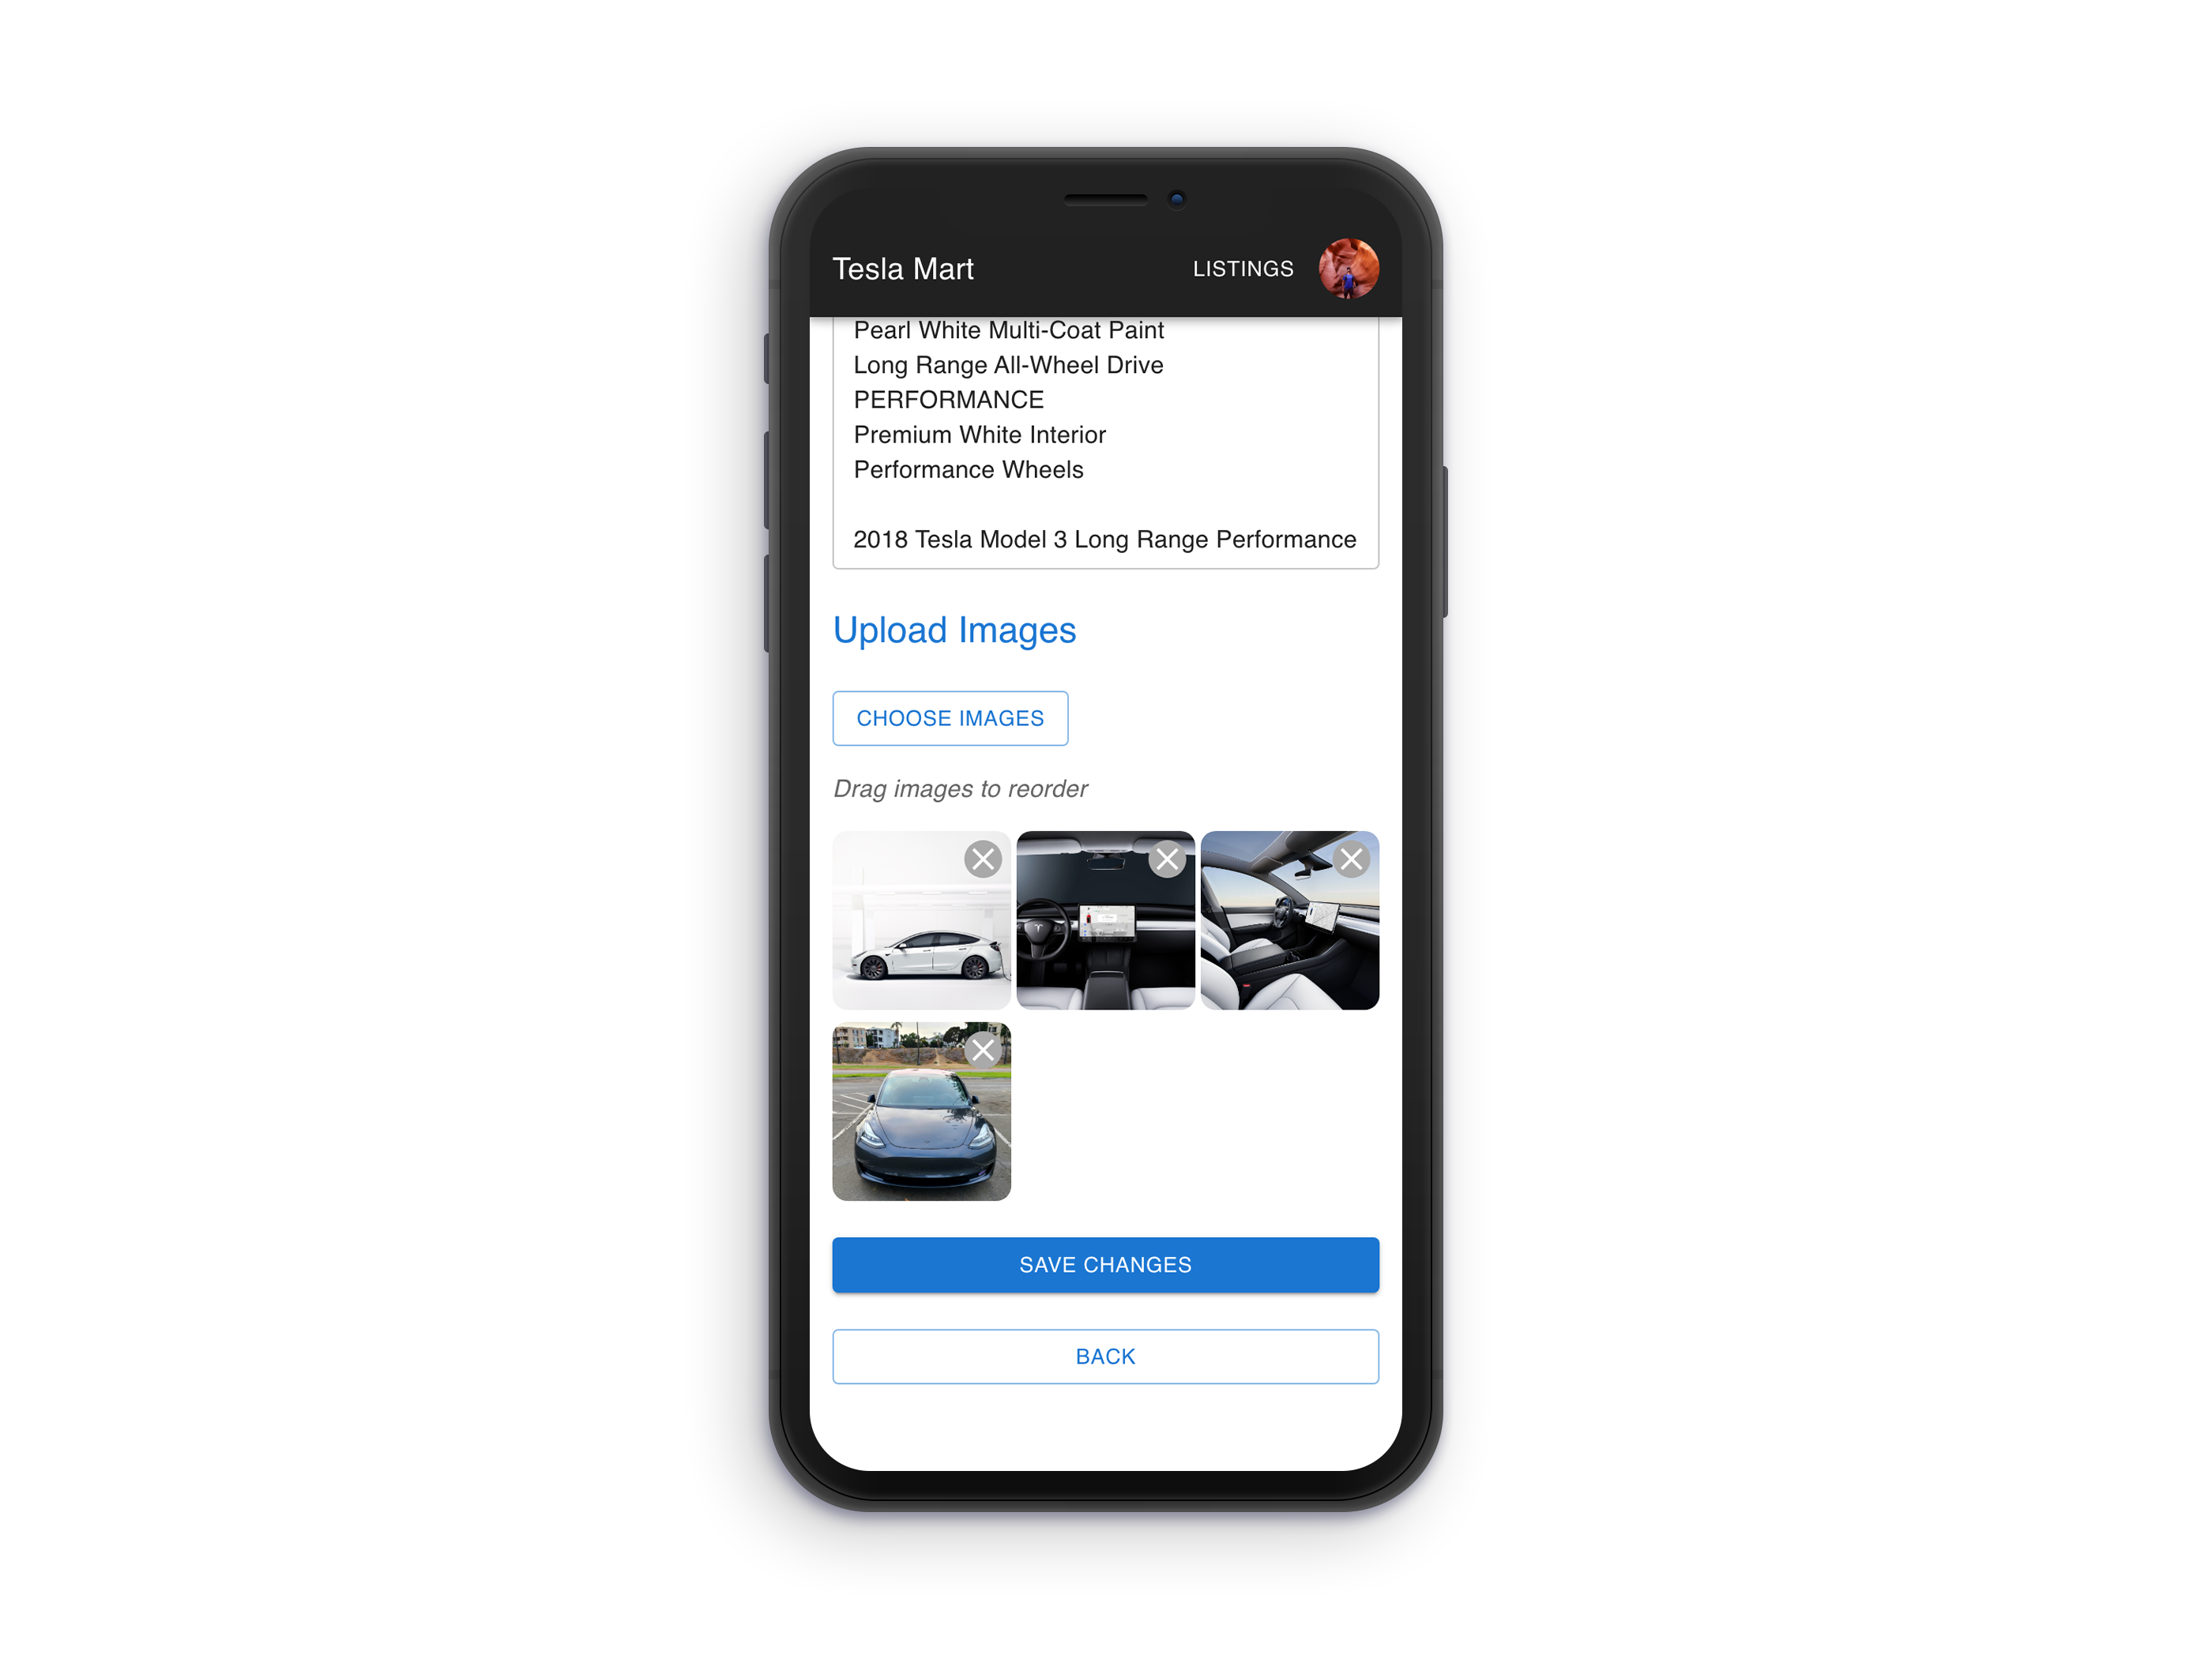 Tesla Mart
LISTINGS
Pearl White Multi-Coat Paint
Long Range All-Wheel Drive
PERFORMANCE
Premium White Interior
Performance Wheels
2018 Tesla Model 3 Long Range Performance
Upload Images
CHOOSE IMAGES
Drag images to reorder
SAVE CHANGES
BACK